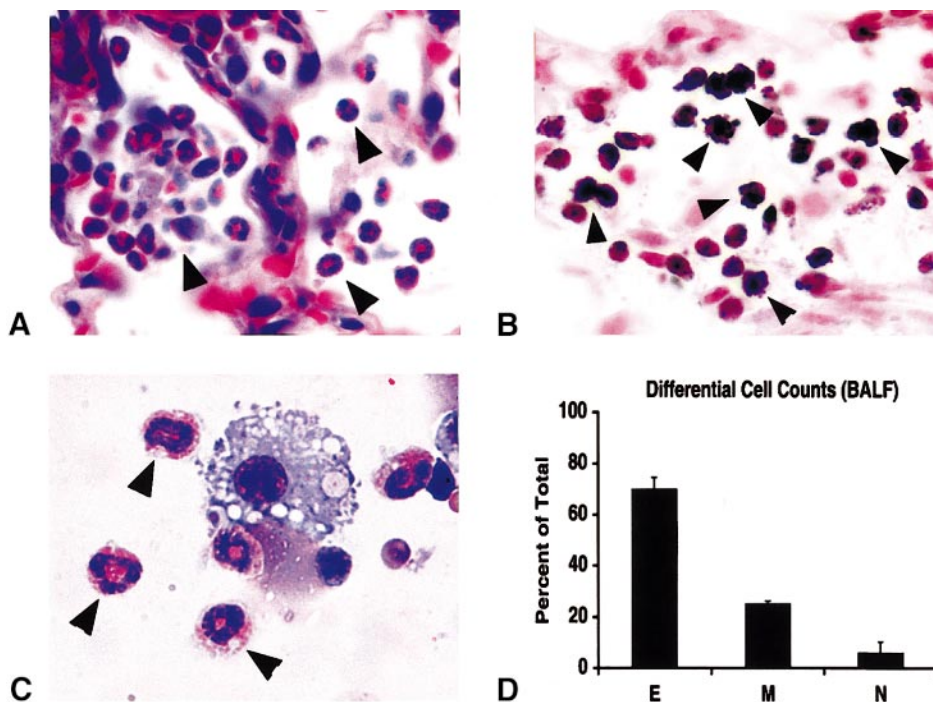 A
B
C
Differential Cell Counts (BALF)
Percent of Total
100
80
60
40
20
0
E M N
D